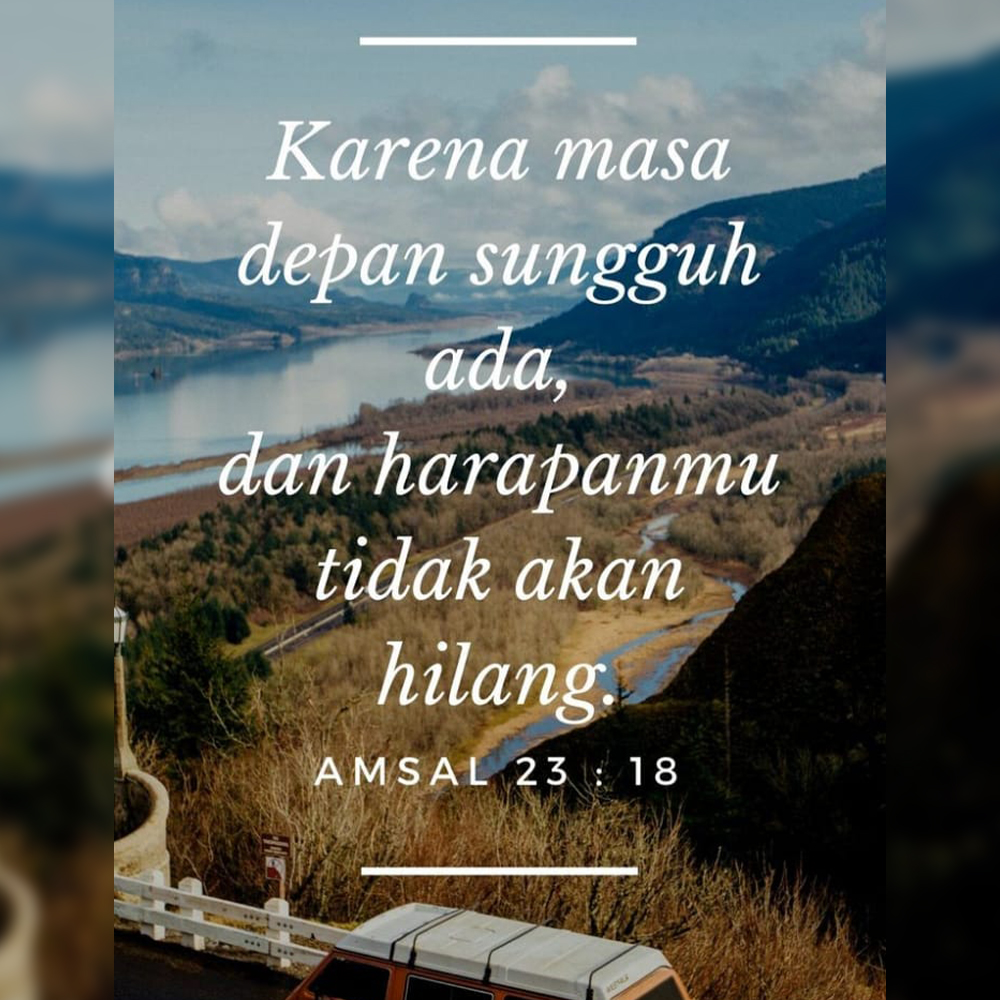 Karena masa
depan sungguh
ada,
dan harapanmu
tidak akan
hilang.
AMSAL 23 : 18